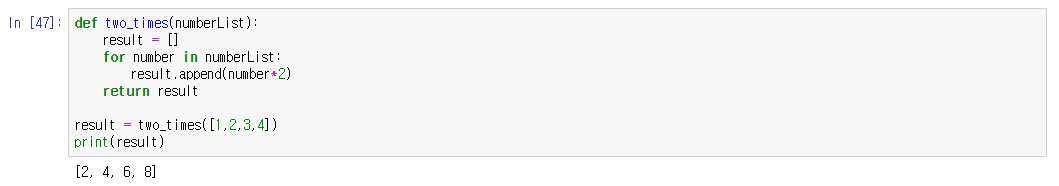 In [47]: def two_times(numberList):
    result = []
    for number in numberList:
        result.append(number*2)
    return result

result = two_times([1,2,3,4])
print(result)
[2, 4, 6, 8]